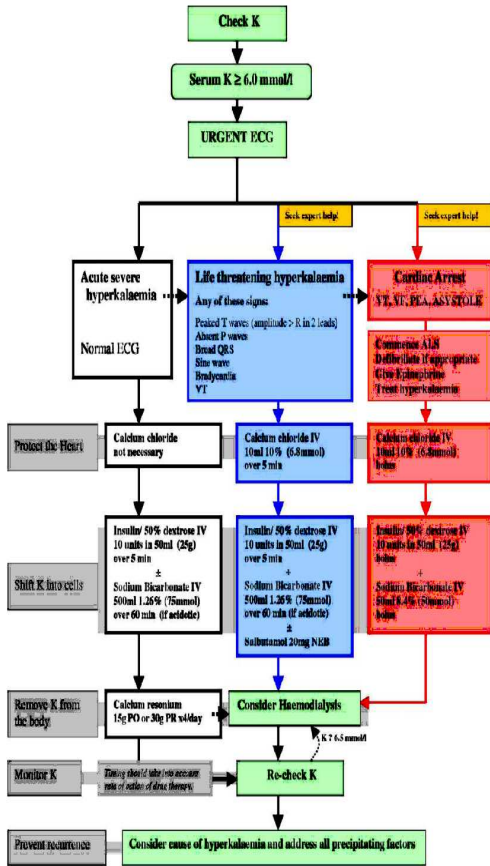 Check K
Serum K ≥ 6.0 mmol/l
URGENT ECG
Seek expert help!
Seek expert help!
Acute severe
hyperkalaemia
Normal ECG
Life threatening hyperkalaemia
Any of these signs:
Peaked T waves (amplitude > R in 2 leads)
Absent P waves
Broad QRS
Sine wave
Bradycardia
VT
Cardiac Arrest
VT, VF, PEA, ASYSTOLE
Commence ALS
Defibrillate if appropriate
Give Epinephrine
Treat hyperkalaemia
Protect the Heart
Calcium chloride
not necessary
Calcium chloride IV
10ml 10% (6.8mmol)
over 5 min
Calcium chloride IV
10ml 10% (6.8mmol)
bolus
Shift K into cells
Insulin/ 50% dextrose IV
10 units in 50ml (25g)
over 5 min
±
Sodium Bicarbonate IV
500ml 1.26% (75mmol)
over 60 min (if acidotic)
Insulin/ 50% dextrose IV
10 units in 50ml (25g)
over 5 min
+
Sodium Bicarbonate IV
500ml 1.26% (75mmol)
over 60 min (if acidotic)
±
Salbutamol 20mg NEB
Insulin/ 50% dextrose IV
10 units in 50ml (25g)
bolus
+
Sodium Bicarbonate IV
50ml 8.4% (50mmol)
bolus
Remove K from
the body
Calcium resonium
15g PO or 30g PR x4/day
Consider Haemodialysis
K ≥ 6.5 mmol/l
Monitor K
Timing should take into account
role of action of drug therapy.
Re-check K
Prevent recurrence
Consider cause of hyperkalaemia and address all precipitating factors